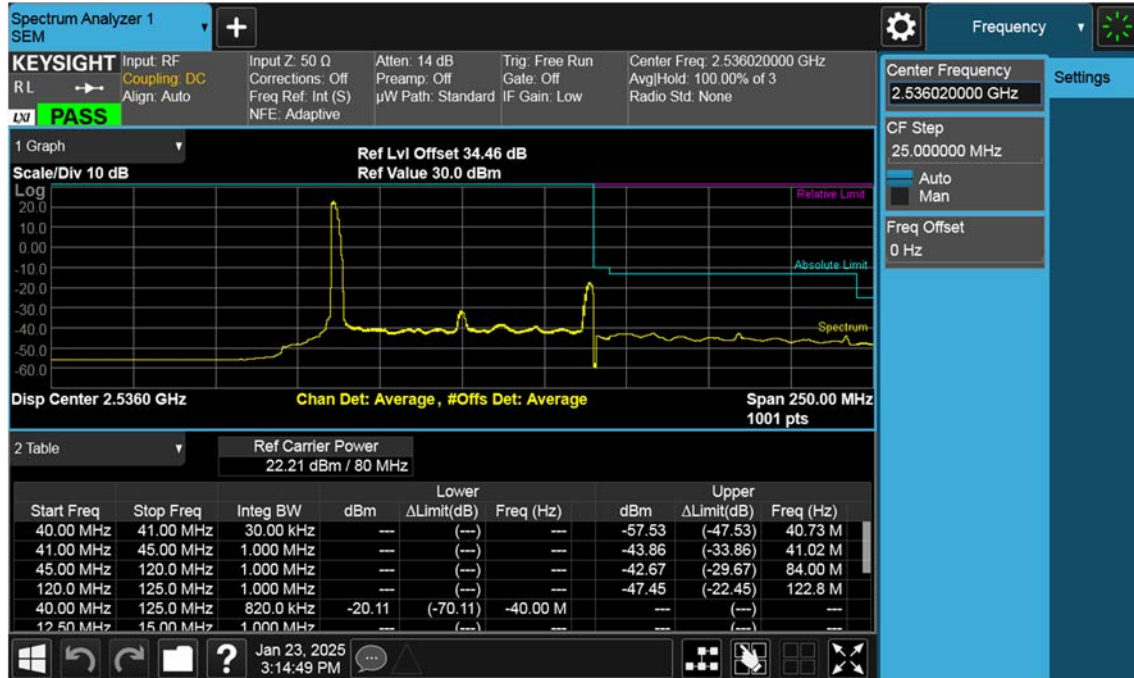 Spectrum Analyzer 1
SEM
Frequency
KEYSIGHT
RL
LXI PASS
Input: RF
Coupling: DC
Align: Auto
Input Z: 50 Ω
Corrections: Off
Freq Ref: Int (S)
NFE: Adaptive
Atten: 14 dB
Preamp: Off
µW Path: Standard
Trig: Free Run
Gate: Off
IF Gain: Low
Center Freq: 2.536020000 GHz
Avg|Hold: 100.00% of 3
Radio Std: None
Center Frequency
2.536020000 GHz
Settings
CF Step
25.000000 MHz
Auto
Man
Freq Offset
0 Hz
1 Graph
Scale/Div 10 dB
Ref Lvl Offset 34.46 dB
Ref Value 30.0 dBm
Log
20.0
10.0
0.00
-10.0
-20.0
-30.0
-40.0
-50.0
-60.0
Relative Limit
Absolute Limit
Spectrum
Disp Center 2.5360 GHz
Chan Det: Average, #Offs Det: Average
Span 250.00 MHz
1001 pts
2 Table
Ref Carrier Power
22.21 dBm / 80 MHz
Lower Upper
Start Freq Stop Freq Integ BW dBm ΔLimit(dB) Freq (Hz) dBm ΔLimit(dB) Freq (Hz)
40.00 MHz 41.00 MHz 30.00 kHz --- (---) --- -57.53 (-47.53) 40.73 M
41.00 MHz 45.00 MHz 1.000 MHz --- (---) --- -43.86 (-33.86) 41.02 M
45.00 MHz 120.0 MHz 1.000 MHz --- (---) --- -42.67 (-29.67) 84.00 M
120.0 MHz 125.0 MHz 1.000 MHz --- (---) --- -47.45 (-22.45) 122.8 M
40.00 MHz 125.0 MHz 820.0 kHz -20.11 (-70.11) -40.00 M --- (---) ---
12.50 MHz 15.00 MHz 1.000 MHz --- (---) --- --- (---) ---
?
Jan 23, 2025
3:14:49 PM